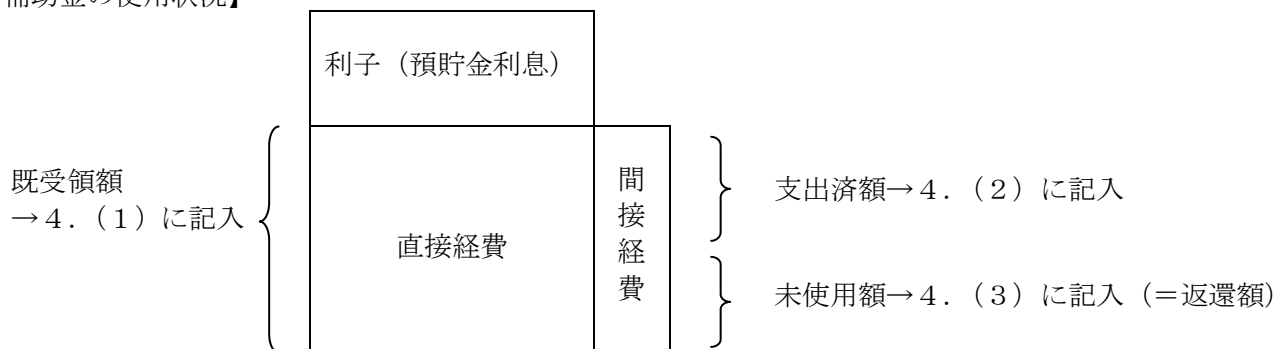 補助金の使用状況】
利子（預貯金利息）
既受領額
→４．（１）に記入
直接経費
間接経費
支出済額→４．（２）に記入
未使用額→４．（３）に記入（＝返還額）